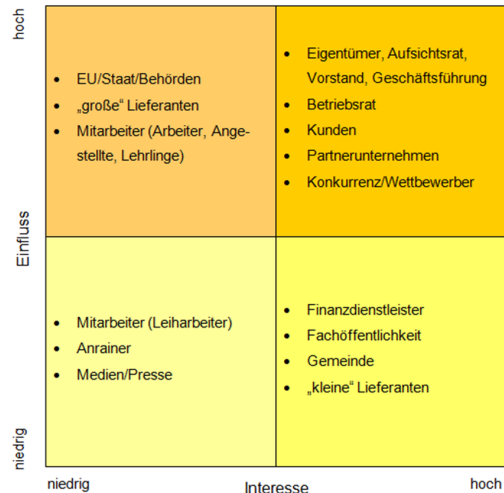 hoch
EU/Staat/Behörden
„große“ Lieferanten
Mitarbeiter (Arbeiter, Ange-
stellte, Lehrlinge)
Eigentümer, Aufsichtsrat,
Vorstand, Geschäftsführung
Betriebsrat
Kunden
Partnerunternehmen
Konkurrenz/Wettbewerber
Einfluss
Mitarbeiter (Leiharbeiter)
Anrainer
Medien/Presse
Finanzdienstleister
Fachöffentlichkeit
Gemeinde
„kleine“ Lieferanten
niedrig
niedrig
Interesse
hoch